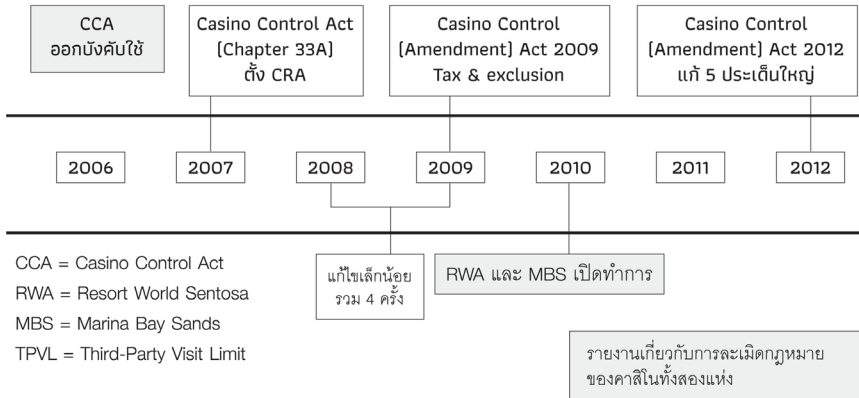 CCA
ออกบังคับใช้
Casino Control Act
(Chapter 33A)
ตั้ง CRA
Casino Control
(Amendment) Act 2009
Tax & exclusion
Casino Control
(Amendment) Act 2012
แก้ 5 ประเด็นใหญ่
2006
2007
2008
2009
2010
2011
2012
แก้ไขเล็กน้อย
รวม 4 ครั้ง
RWA และ MBS เปิดทำการ
CCA = Casino Control Act
RWA = Resort World Sentosa
MBS = Marina Bay Sands
TPVL = Third-Party Visit Limit
รายงานเกี่ยวกับการละเมิดกฎหมาย
ของคาสิโนทั้งสองแห่ง